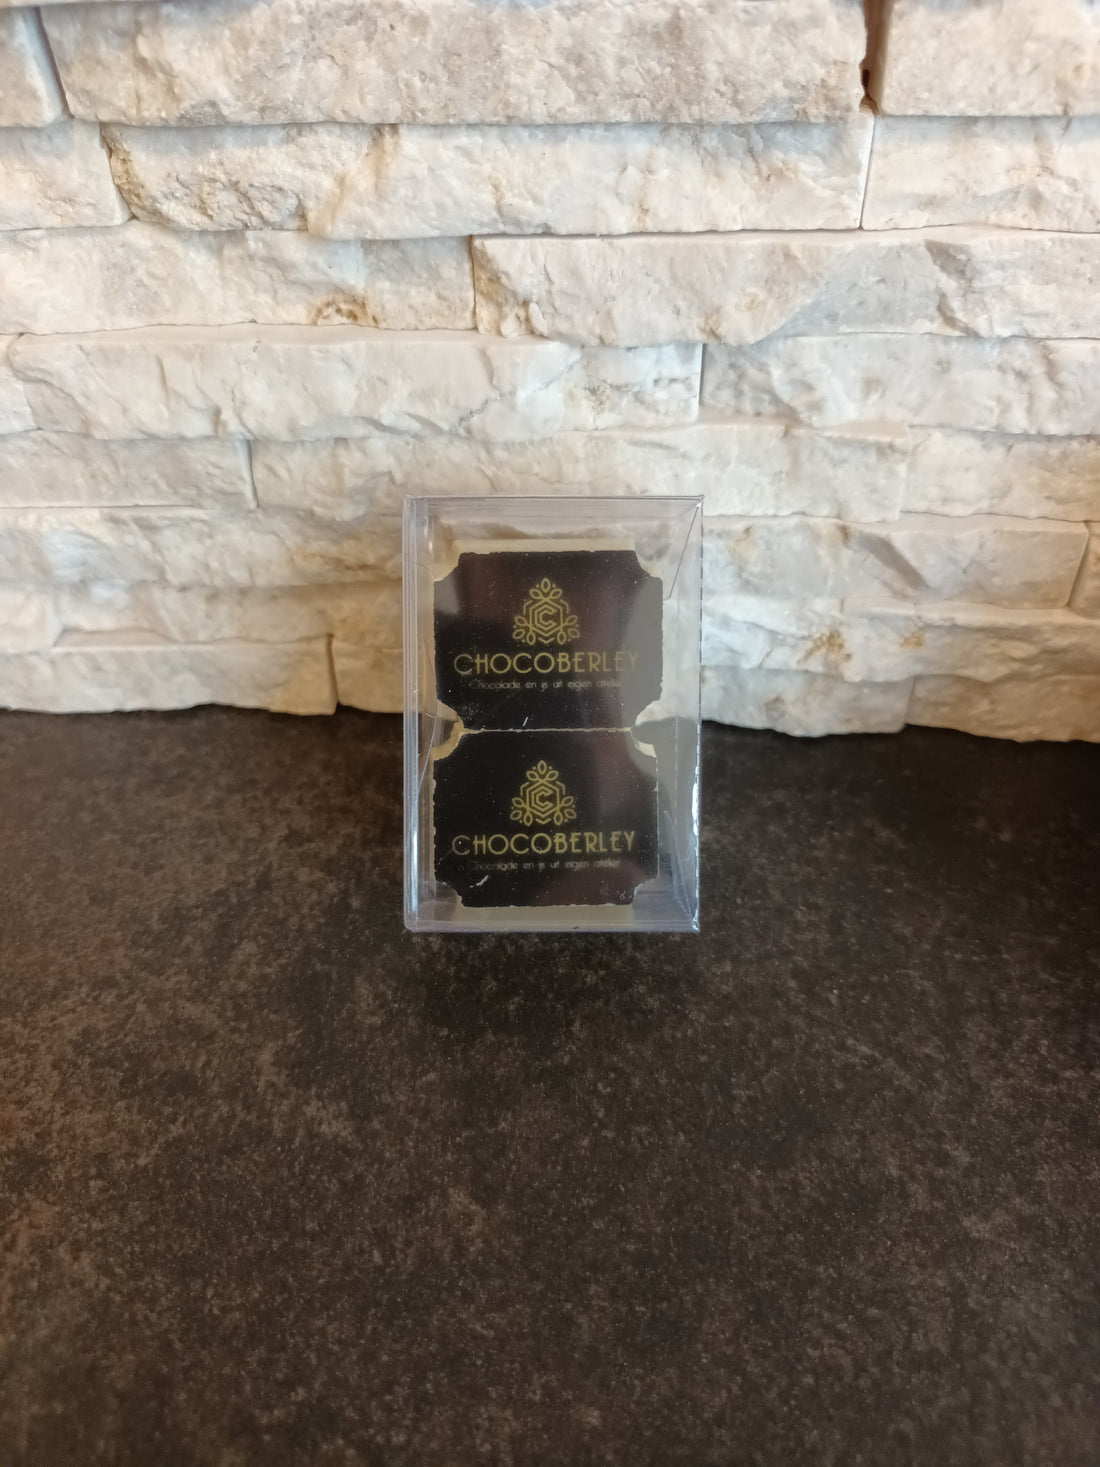 C
CHOCOBERLEY
Chocolade en ijs uit eigen atelier
C
CHOCOBERLEY
Chocolade en ijs uit eigen atelier